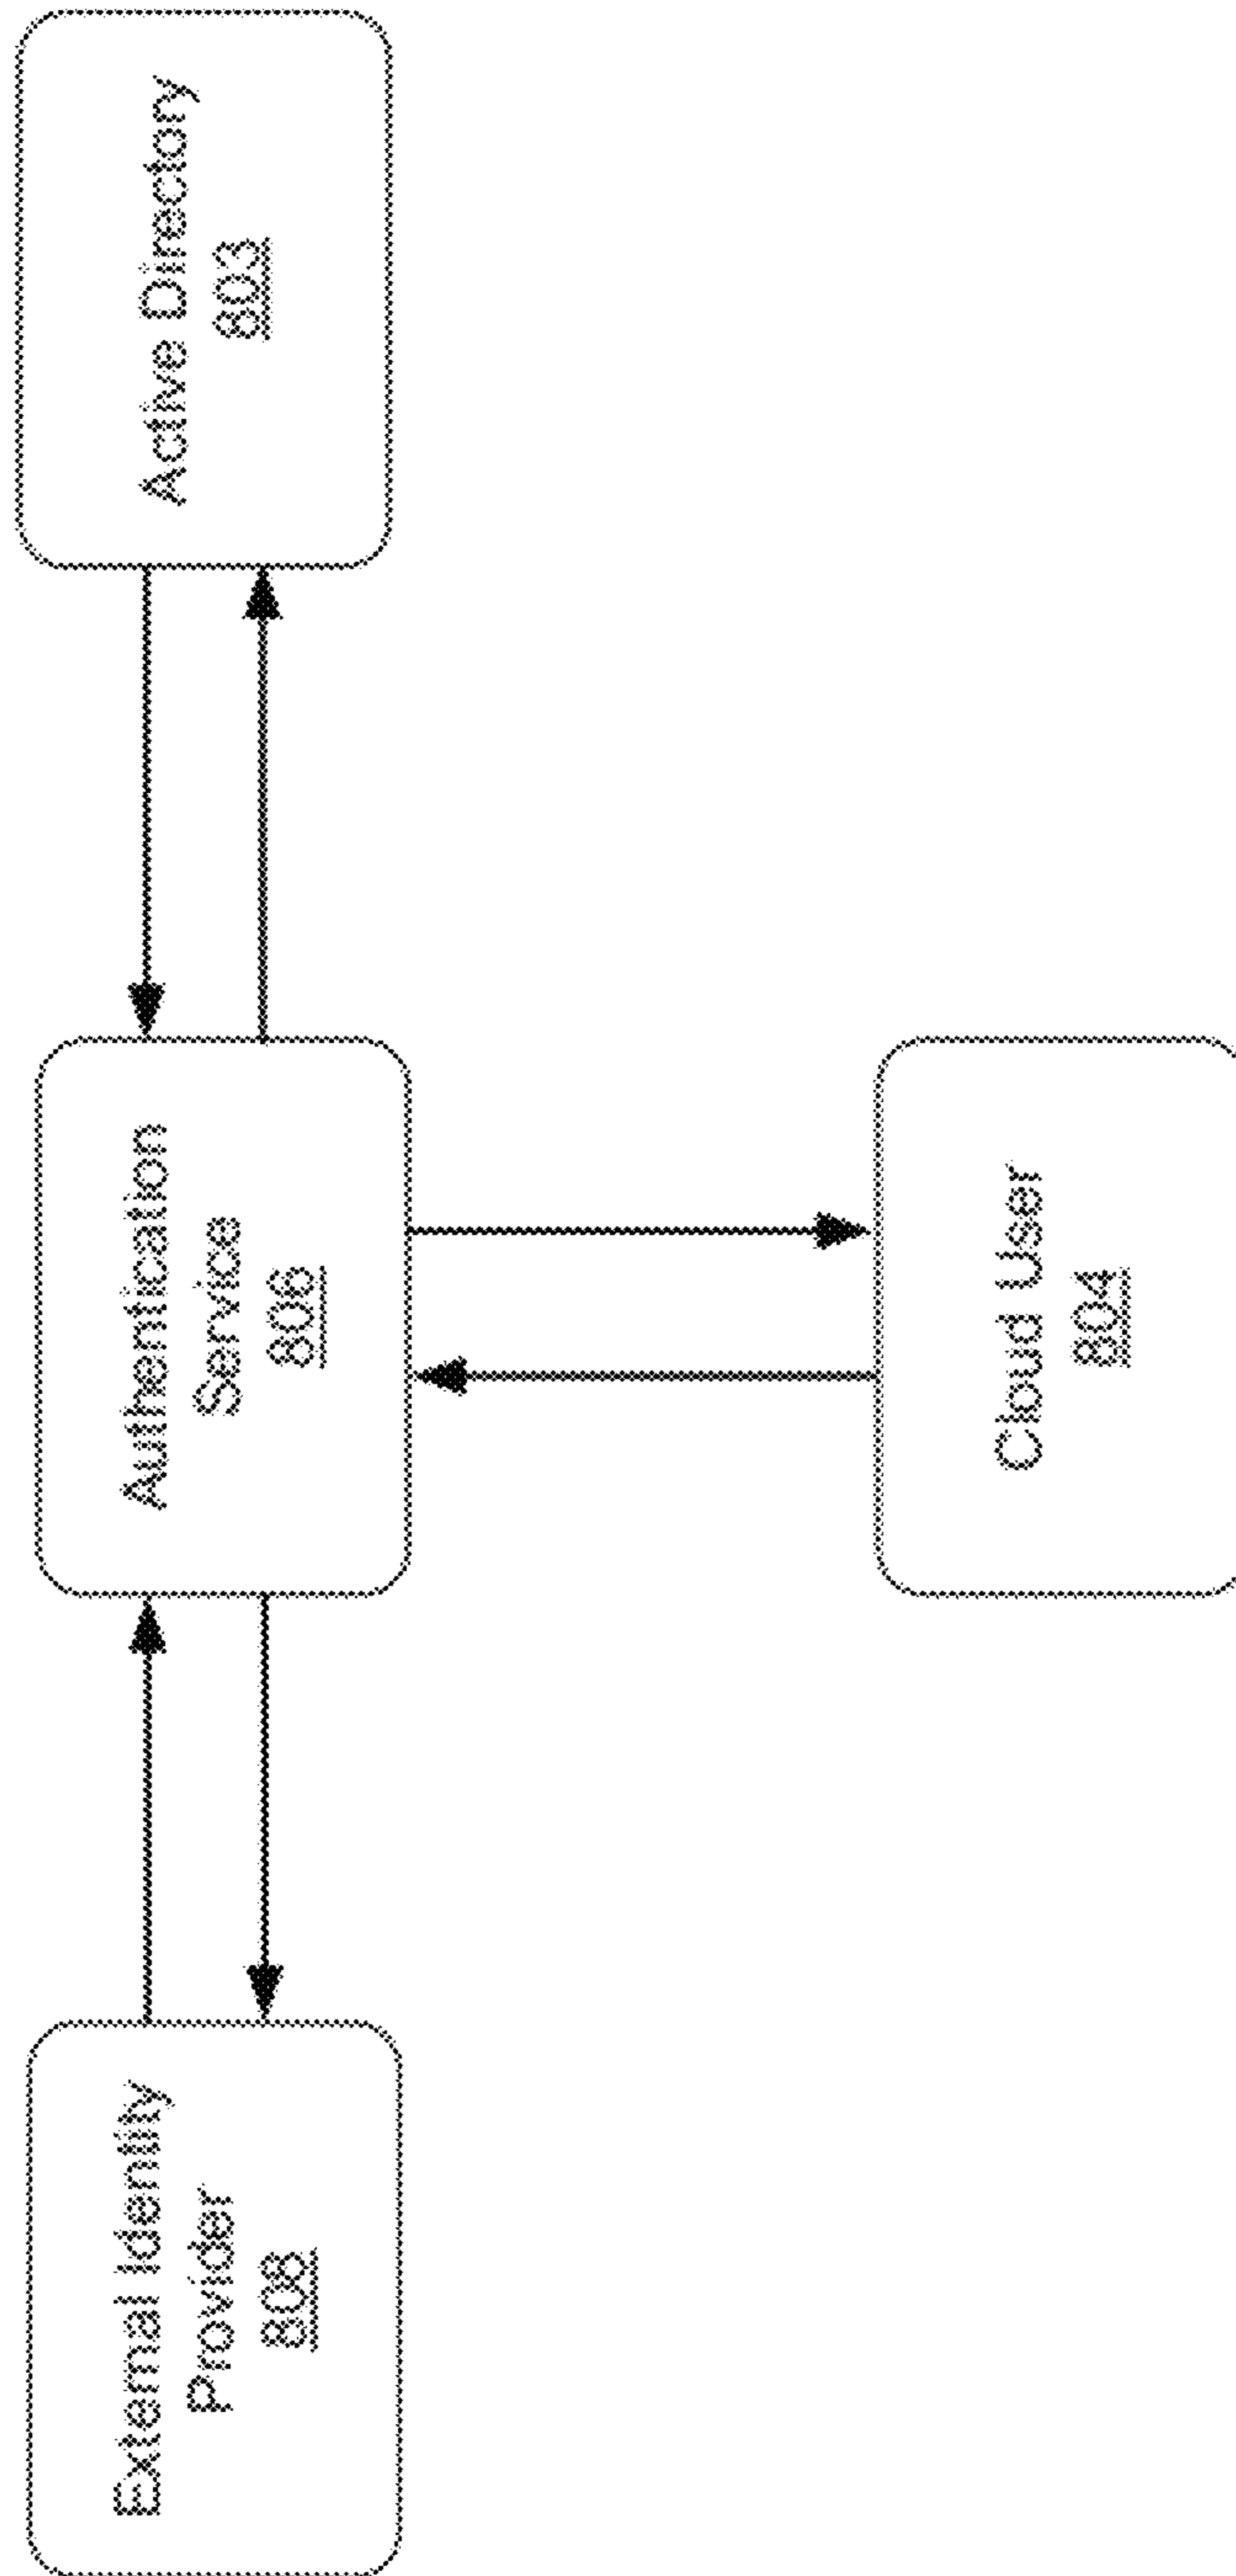 External Identity
Provider
808
Authentication
Service
806
Active Directory
803
Cloud User
804